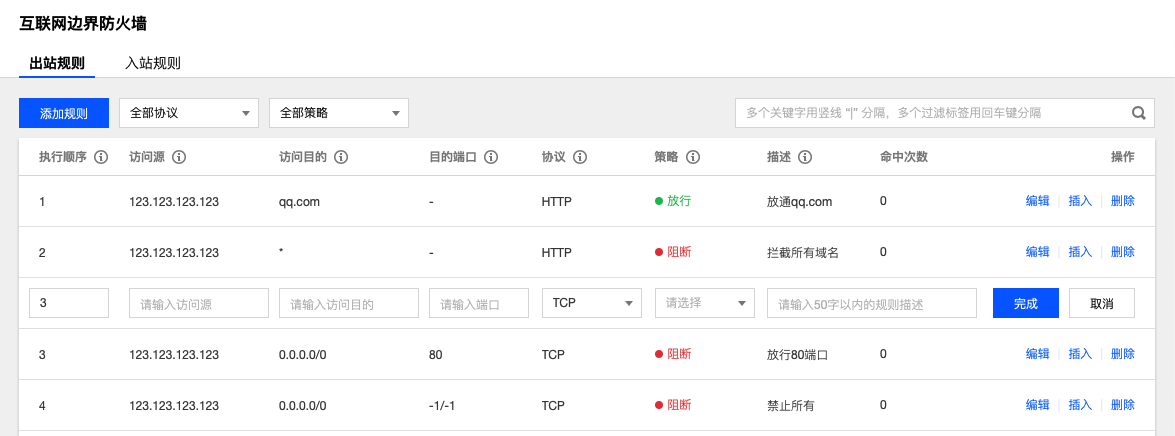 互联网边界防火墙
出站规则 入站规则
添加规则 全部协议 全部策略 多个关键字用竖线 “|” 分隔，多个过滤标签用回车键分隔
执行顺序 访问源 访问目的 目的端口 协议 策略 描述 命中次数 操作
1 123.123.123.123 qq.com - HTTP 放行 放通qq.com 0 编辑 插入 删除
2 123.123.123.123 * - HTTP 阻断 拦截所有域名 0 编辑 插入 删除
3 请输入访问源 请输入访问目的 请输入端口 TCP 请选择 请输入50字以内的规则描述 完成 取消
3 123.123.123.123 0.0.0.0/0 80 TCP 阻断 放行80端口 0 编辑 插入 删除
4 123.123.123.123 0.0.0.0/0 -1/-1 TCP 阻断 禁止所有 0 编辑 插入 删除